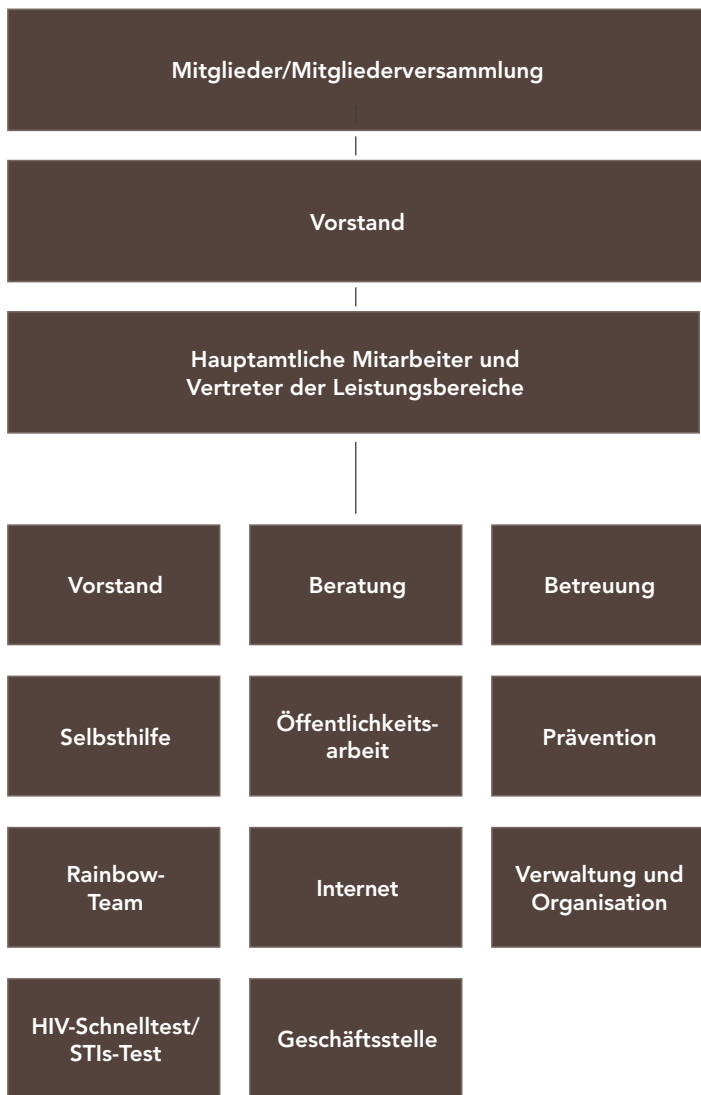 Mitglieder/Mitgliederversammlung
Vorstand
Hauptamtliche Mitarbeiter und
Vertreter der Leistungsbereiche
Vorstand
Beratung
Betreuung
Selbsthilfe
Öffentlichkeits-
arbeit
Prävention
Rainbow-
Team
Internet
Verwaltung und
Organisation
HIV-Schnelltest/
STIs-Test
Geschäftsstelle